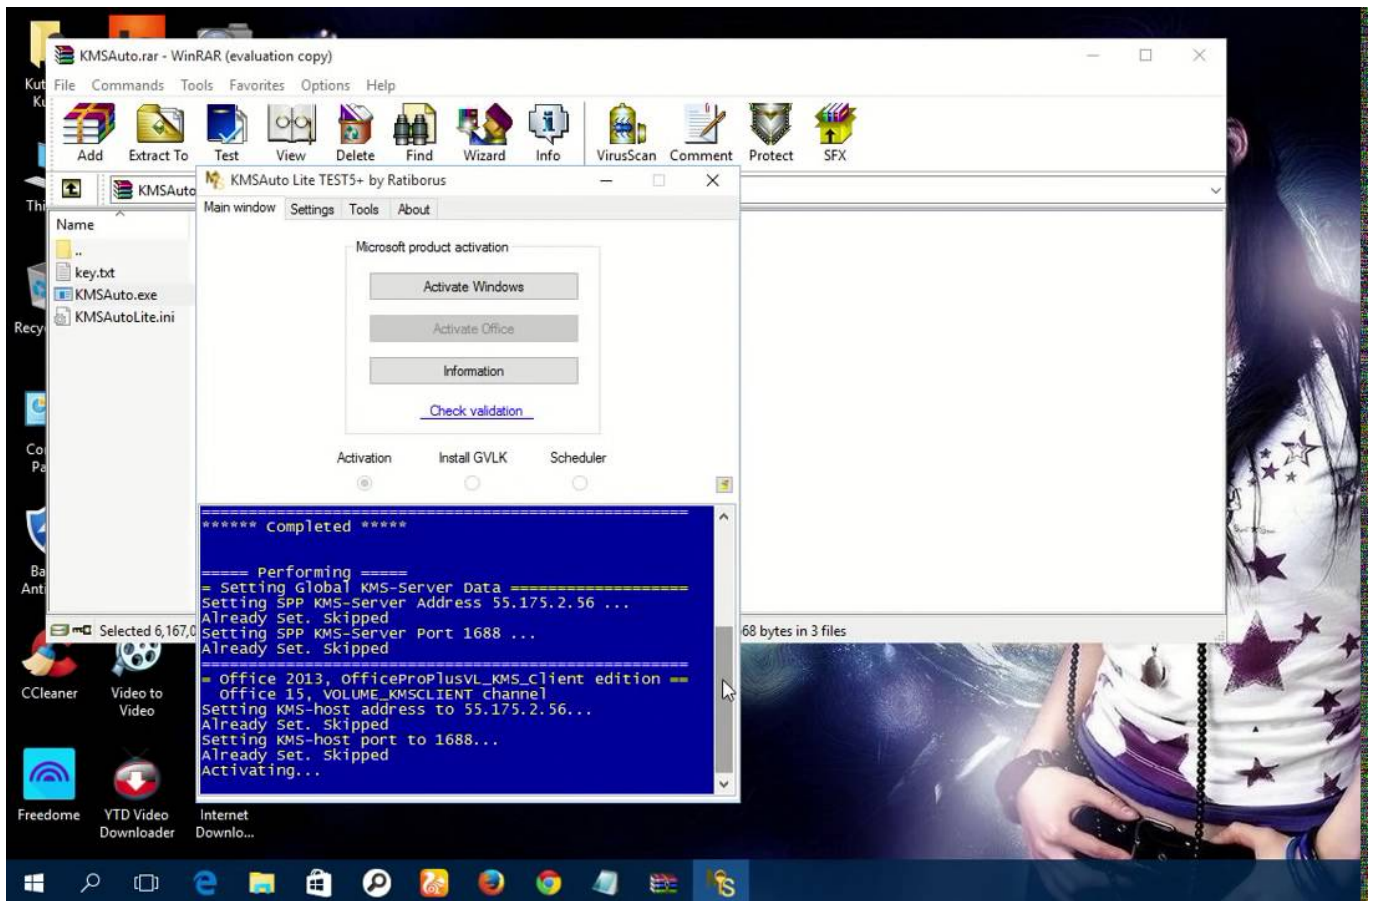 KMSAuto.rar - WinRAR (evaluation copy)
File Commands Tools Favorites Options Help
Add Extract To Test View Delete Find Wizard Info VirusScan Comment Protect SFX
KMSAuto
Name
..
key.txt
KMSAuto.exe
KMSAutoLite.ini
Selected 6,167,0
68 bytes in 3 files
KMSAuto Lite TEST5+ by Ratiborus
Main window Settings Tools About
Microsoft product activation
Activate Windows
Activate Office
Information
Check validation
Activation Install GVLK Scheduler
==================================================
****** Completed *****
===== Performing =====
= Setting Global KMS-Server Data ===================
Setting SPP KMS-Server Address 55.175.2.56 ...
Already Set. Skipped
Setting SPP KMS-Server Port 1688 ...
Already Set. Skipped
==================================================
= Office 2013, OfficeProPlusVL_KMS_Client edition ==
Office 15, VOLUME_KMSCLIENT channel
Setting KMS-host address to 55.175.2.56...
Already Set. Skipped
Setting KMS-host port to 1688...
Already Set. Skipped
Activating...
Kut
Thi
Recy
Co
Pa
Ba
Anti
CCleaner
Video to
Video
Freedome
YTD Video
Downloader
Internet
Downlo...